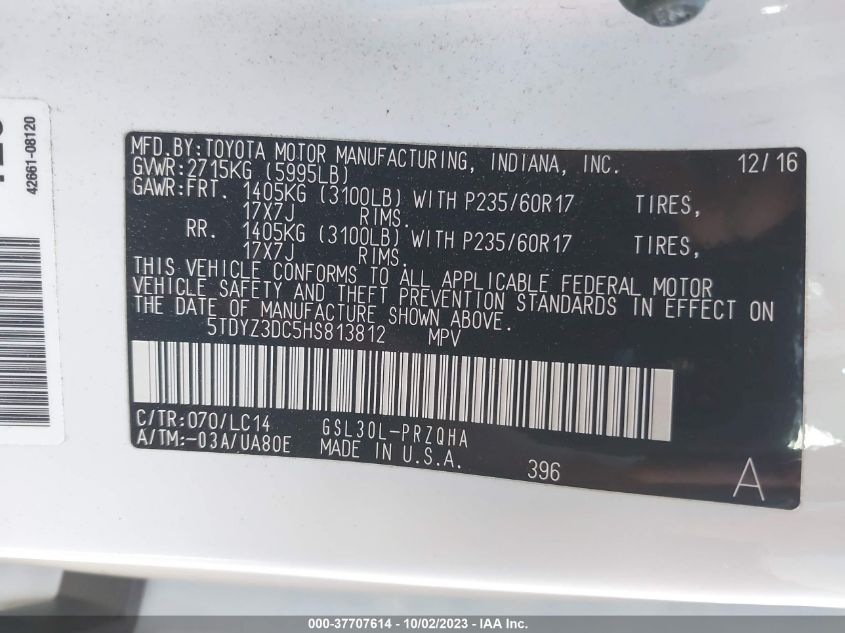 42661-08120
MFD.BY:TOYOTA MOTOR MANUFACTURING, INDIANA, INC. 12/16
GVWR:2715KG (5995LB)
GAWR:FRT. 1405KG (3100LB) WITH P235/60R17 TIRES,
17X7J RIMS.
RR. 1405KG (3100LB) WITH P235/60R17 TIRES,
17X7J RIMS.
THIS VEHICLE CONFORMS TO ALL APPLICABLE FEDERAL MOTOR
VEHICLE SAFETY AND THEFT PREVENTION STANDARDS IN EFFECT ON
THE DATE OF MANUFACTURE SHOWN ABOVE.
5TDYZ3DC5HS813812 MPV
C/TR:070/LC14 GSL30L-PRZQHA
A/TM:-03A/UA80E MADE IN U.S.A. 396 A
000-37707614 - 10/02/2023 - IAA Inc.